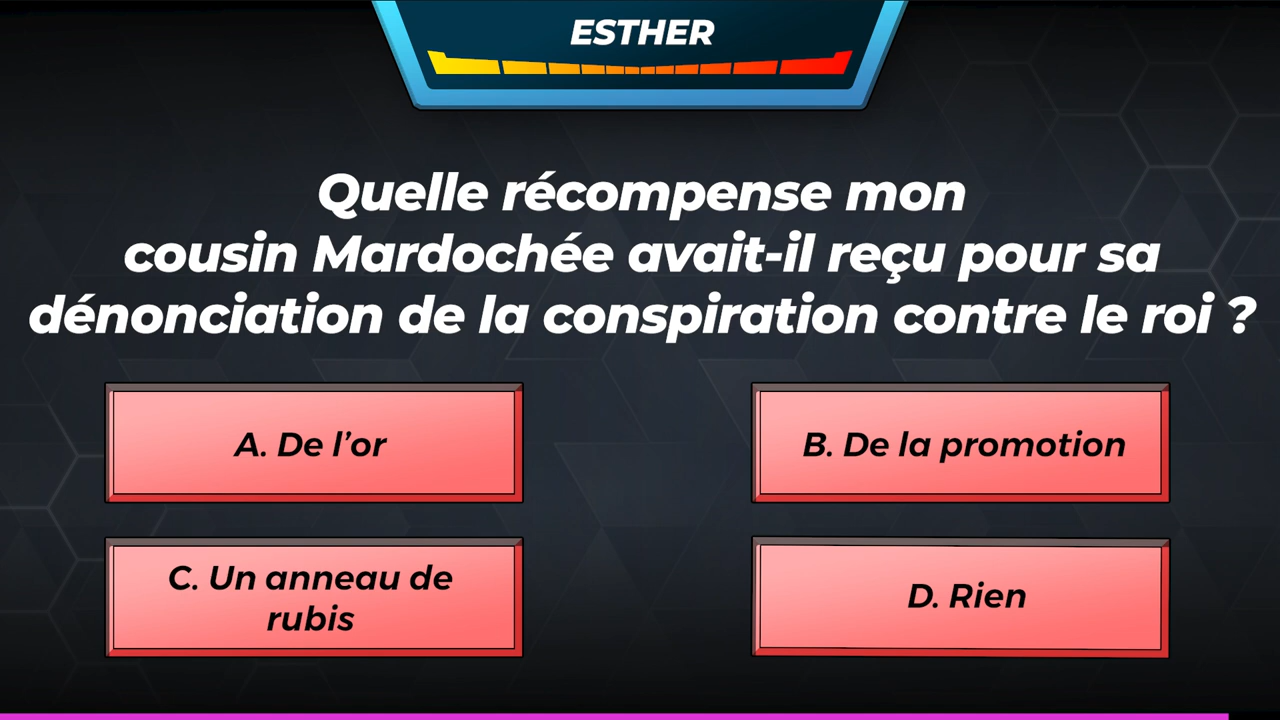 ESTHER
Quelle récompense mon
cousin Mardochée avait-il reçu pour sa
dénonciation de la conspiration contre le roi ?
A. De l’or
B. De la promotion
C. Un anneau de
rubis
D. Rien